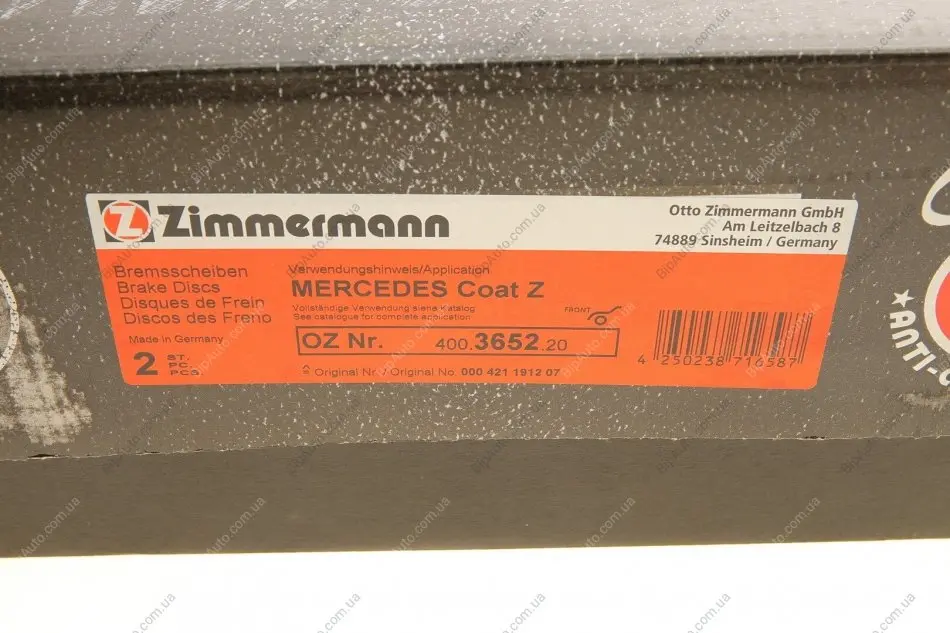 Z Zimmermann
Otto Zimmermann GmbH
Am Leitzelbach 8
74889 Sinsheim / Germany
Bremsscheiben
Brake Discs
Disques de Frein
Discos des Freno
Made in Germany
2 ST.
PC.
PCS.
Verwendungshinweis/Application
MERCEDES Coat Z
Vollständige Verwendung siehe Katalog
See catalogue for complete application
FRONT
OZ Nr. 400.3652.20
Original Nr. / Original No. 000 421 1912 07
4 250238 716587
ANTI-
BipAuto.com.ua